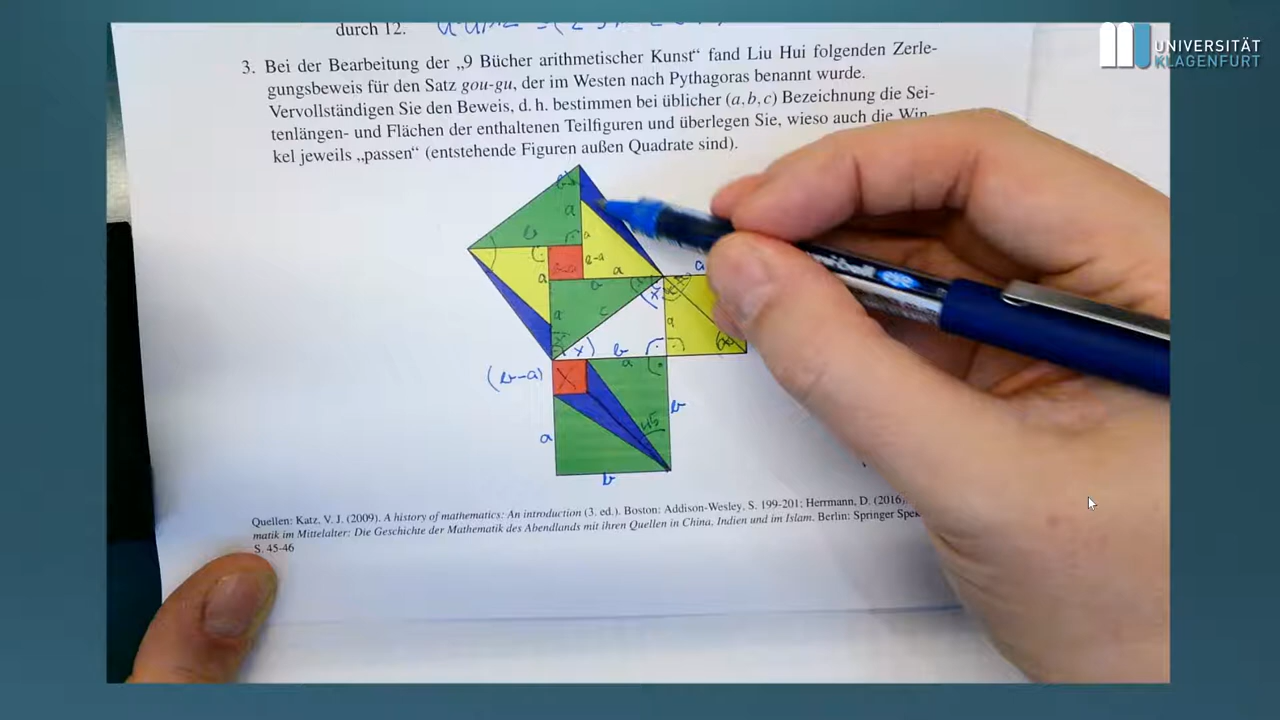 durch 12.
UNIVERSITÄT
KLAGENFURT
3. Bei der Bearbeitung der „9 Bücher arithmetischer Kunst“ fand Liu Hui folgenden Zerle-
gungsbeweis für den Satz gou-gu, der im Westen nach Pythagoras benannt wurde.
Vervollständigen Sie den Beweis, d. h. bestimmen bei üblicher (a,b,c) Bezeichnung die Sei-
tenlängen- und Flächen der enthaltenen Teilfiguren und überlegen Sie, wieso auch die Win-
kel jeweils „passen“ (entstehende Figuren außen Quadrate sind).
a
b
a
b-a
a
a
a
a
c
a
b
(b-a)
a
b
45
a
b
Quellen: Katz, V. J. (2009). A history of mathematics: An introduction (3. ed.). Boston: Addison-Wesley, S. 199-201; Herrmann, D. (2016).
matik im Mittelalter: Die Geschichte der Mathematik des Abendlands mit ihren Quellen in China, Indien und im Islam. Berlin: Springer
S. 45-46